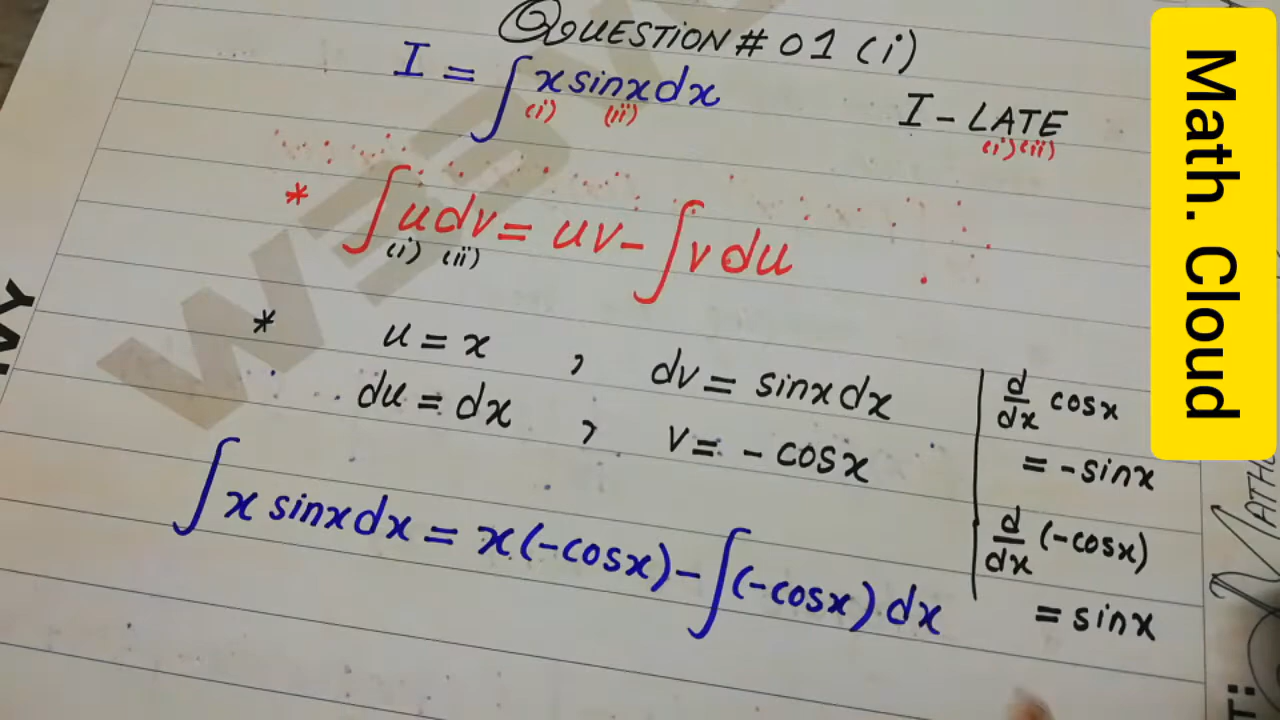 QUESTION # 01 (i)
I = ∫ x sinx dx
(i) (ii)
I - LATE
(i) (ii)
* ∫ u dv = uv - ∫ v du
(i) (ii)
* u = x , dv = sinx dx
du = dx , v = - cosx
d/dx cosx
= -sinx
d/dx (-cosx)
= sinx
∫ x sinx dx = x(-cosx) - ∫ (-cosx) dx
Math. Cloud